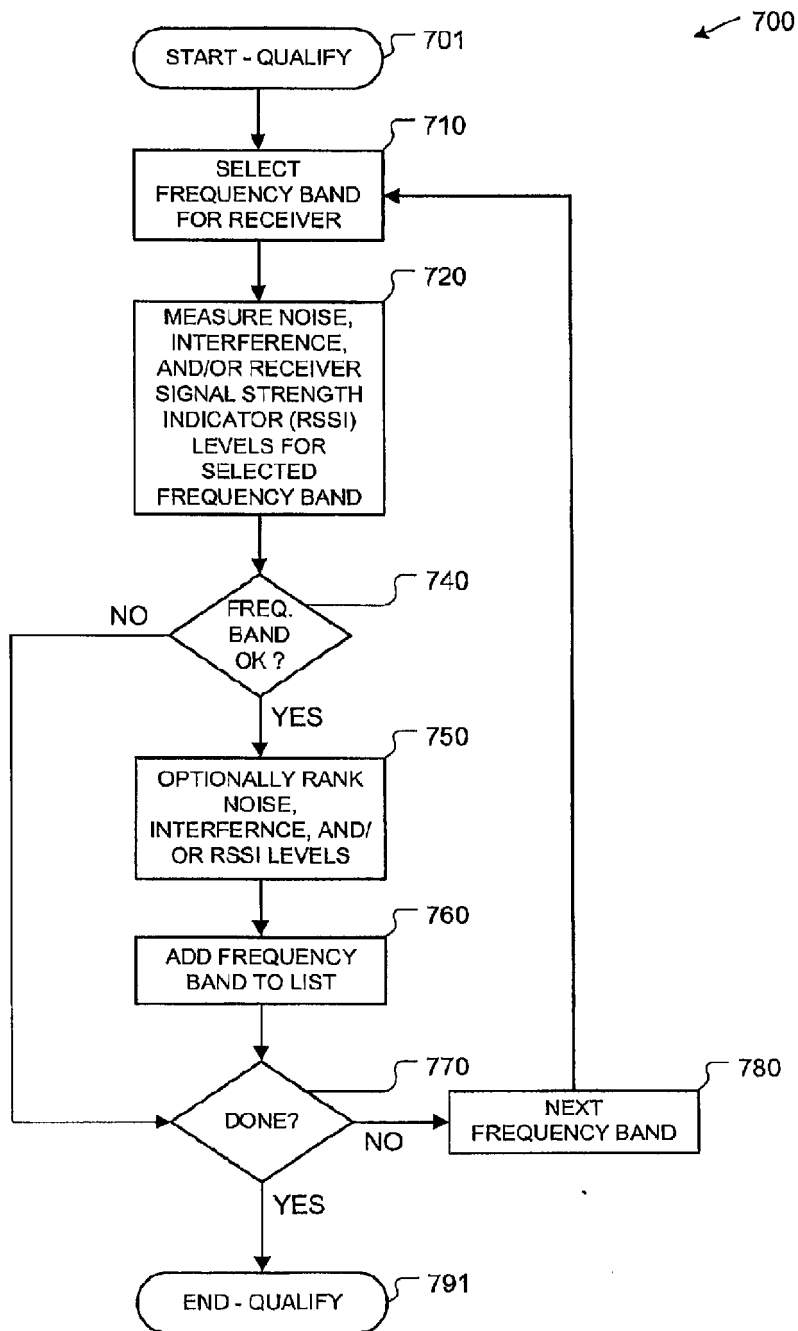 700
START - QUALIFY
701
710
SELECT
FREQUENCY BAND
FOR RECEIVER
720
MEASURE NOISE,
INTERFERENCE,
AND/OR RECEIVER
SIGNAL STRENGTH
INDICATOR (RSSI)
LEVELS FOR
SELECTED
FREQUENCY BAND
740
NO
FREQ.
BAND
OK ?
YES
750
OPTIONALLY RANK
NOISE,
INTERFERNCE, AND/
OR RSSI LEVELS
760
ADD FREQUENCY
BAND TO LIST
770
780
DONE?
NO
NEXT
FREQUENCY BAND
YES
END - QUALIFY
791